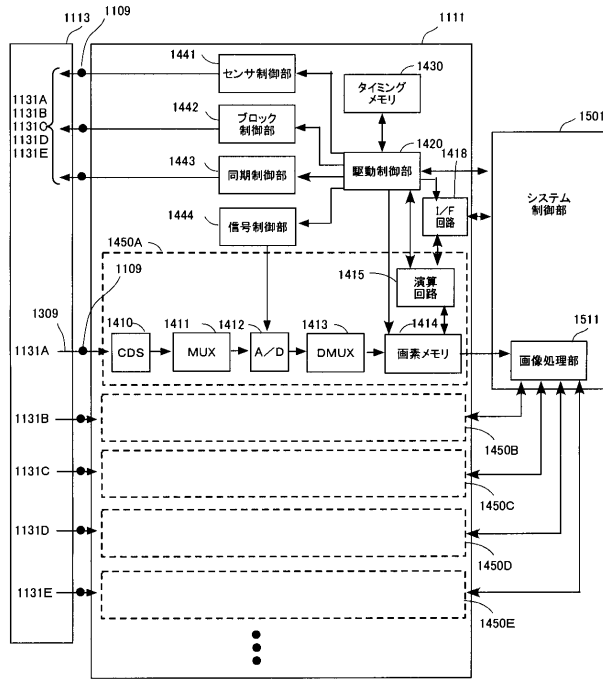 1113
1109
1111
1441
センサ制御部
1430
タイミング
メモリ
1131A
1131B
1131C
1131D
1131E
1442
ブロック
制御部
1501
1420
駆動制御部
1418
1443
同期制御部
システム
制御部
I/F
回路
1444
信号制御部
1450A
1415
演算
回路
1309
1109
1410
1411
1412
1413
1414
1511
1131A
CDS
MUX
A/D
DMUX
画素メモリ
画像処理部
1131B
1450B
1131C
1450C
1131D
1450D
1131E
1450E